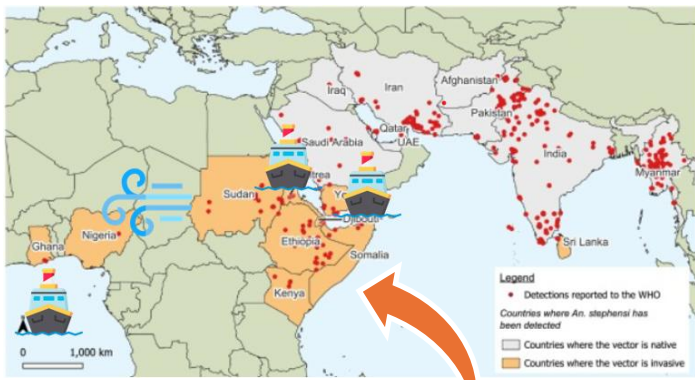 Iraq
Iran
Afghanistan
Pakistan
Qatar
UAE
Saudi Arabia
India
Myanmar
Sudan
Djibouti
Ethiopia
Somalia
Kenya
Nigeria
Ghana
Sri Lanka
Legend
Detections reported to the WHO
Countries where An. stephensi has
been detected
Countries where the vector is native
Countries where the vector is invasive
0 1,000 km